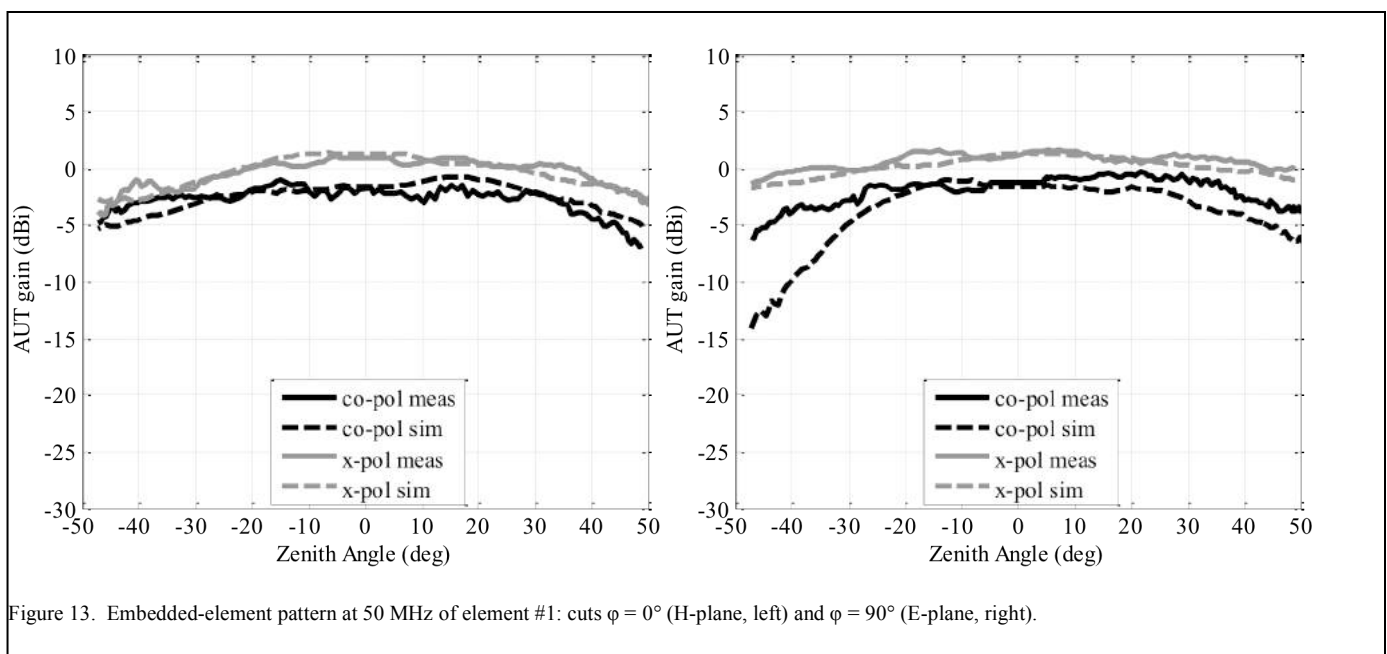 10
5
0
-5
-10
-15
-20
-25
-30
AUT gain (dBi)
co-pol meas
co-pol sim
x-pol meas
x-pol sim
-50 -40 -30 -20 -10 0 10 20 30 40 50
Zenith Angle (deg)
10
5
0
-5
-10
-15
-20
-25
-30
AUT gain (dBi)
co-pol meas
co-pol sim
x-pol meas
x-pol sim
-50 -40 -30 -20 -10 0 10 20 30 40 50
Zenith Angle (deg)
Figure 13. Embedded-element pattern at 50 MHz of element #1: cuts φ = 0° (H-plane, left) and φ = 90° (E-plane, right).